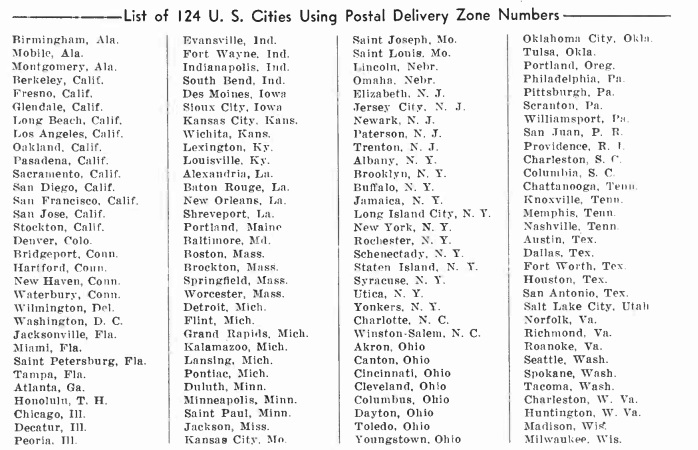 List of 124 U. S. Cities Using Postal Delivery Zone Numbers
Birmingham, Ala.
Mobile, Ala.
Montgomery, Ala.
Berkeley, Calif.
Fresno, Calif.
Glendale, Calif.
Long Beach, Calif.
Los Angeles, Calif.
Oakland, Calif.
Pasadena, Calif.
Sacramento, Calif.
San Diego, Calif.
San Francisco, Calif.
San Jose, Calif.
Stockton, Calif.
Denver, Colo.
Bridgeport, Conn.
Hartford, Conn.
New Haven, Conn.
Waterbury, Conn.
Wilmington, Del.
Washington, D. C.
Jacksonville, Fla.
Miami, Fla.
Saint Petersburg, Fla.
Tampa, Fla.
Atlanta, Ga.
Honolulu, T. H.
Chicago, Ill.
Decatur, Ill.
Peoria, Ill.
Evansville, Ind.
Fort Wayne, Ind.
Indianapolis, Ind.
South Bend, Ind.
Des Moines, Iowa
Sioux City, Iowa
Kansas City, Kans.
Wichita, Kans.
Lexington, Ky.
Louisville, Ky.
Alexandria, La.
Baton Rouge, La.
New Orleans, La.
Shreveport, La.
Portland, Maine
Baltimore, Md.
Boston, Mass.
Brockton, Mass.
Springfield, Mass.
Worcester, Mass.
Detroit, Mich.
Flint, Mich.
Grand Rapids, Mich.
Kalamazoo, Mich.
Lansing, Mich.
Pontiac, Mich.
Duluth, Minn.
Minneapolis, Minn.
Saint Paul, Minn.
Jackson, Miss.
Kansas City, Mo.
Saint Joseph, Mo.
Saint Louis, Mo.
Lincoln, Nebr.
Omaha, Nebr.
Elizabeth, N. J.
Jersey City, N. J.
Newark, N. J.
Paterson, N. J.
Trenton, N. J.
Albany, N. Y.
Brooklyn, N. Y.
Buffalo, N. Y.
Jamaica, N. Y.
Long Island City, N. Y.
New York, N. Y.
Rochester, N. Y.
Schenectady, N. Y.
Staten Island, N. Y.
Syracuse, N. Y.
Utica, N. Y.
Yonkers, N. Y.
Charlotte, N. C.
Winston-Salem, N. C.
Akron, Ohio
Canton, Ohio
Cincinnati, Ohio
Cleveland, Ohio
Columbus, Ohio
Dayton, Ohio
Toledo, Ohio
Youngstown, Ohio
Oklahoma City, Okla.
Tulsa, Okla.
Portland, Oreg.
Philadelphia, Pa.
Pittsburgh, Pa.
Scranton, Pa.
Williamsport, Pa.
San Juan, P. R.
Providence, R. I.
Charleston, S. C.
Columbia, S. C.
Chattanooga, Tenn.
Knoxville, Tenn.
Memphis, Tenn.
Nashville, Tenn.
Austin, Tex.
Dallas, Tex.
Fort Worth, Tex.
Houston, Tex.
San Antonio, Tex.
Salt Lake City, Utah
Norfolk, Va.
Richmond, Va.
Roanoke, Va.
Seattle, Wash.
Spokane, Wash.
Tacoma, Wash.
Charleston, W. Va.
Huntington, W. Va.
Madison, Wis.
Milwaukee, Wis.